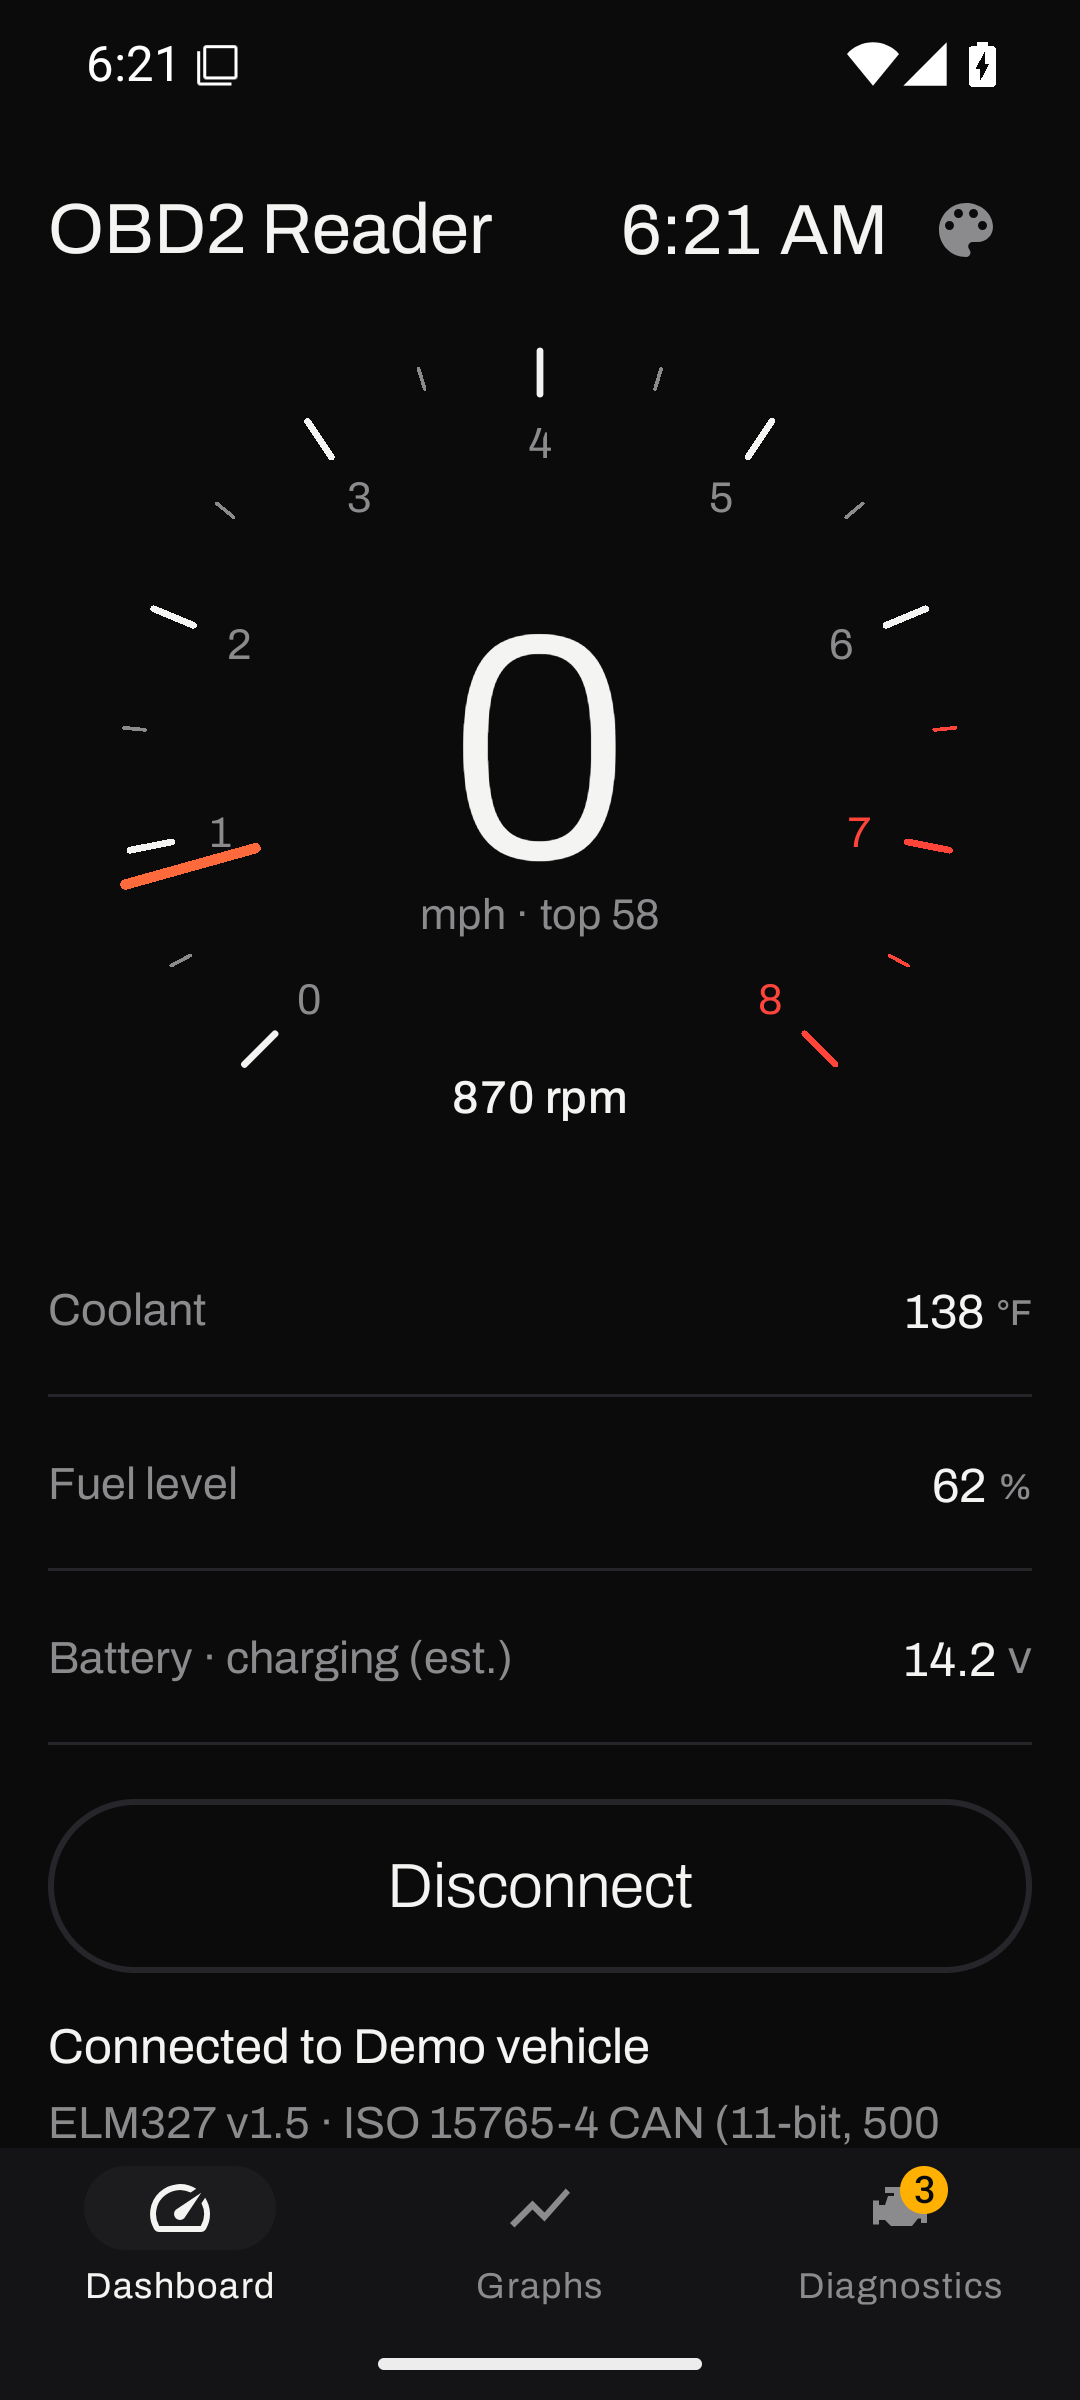 6:21
OBD2 Reader 6:21 AM
4
3 5
2 6
0
1 7
mph · top 58
0 8
870 rpm
Coolant 138 °F
Fuel level 62 %
Battery · charging (est.) 14.2 V
Disconnect
Connected to Demo vehicle
ELM327 v1.5 · ISO 15765-4 CAN (11-bit, 500
3
Dashboard Graphs Diagnostics